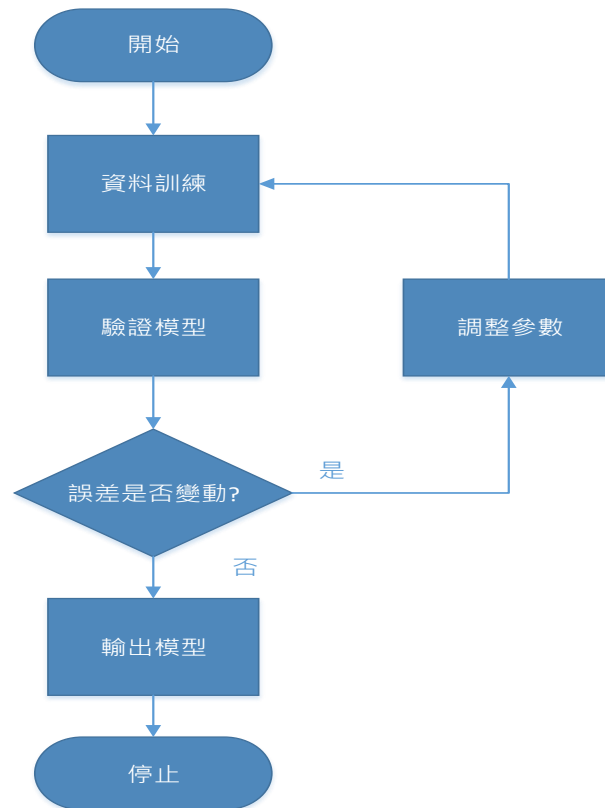 開始
資料訓練
驗證模型
調整參數
誤差是否變動?
是
否
輸出模型
停止